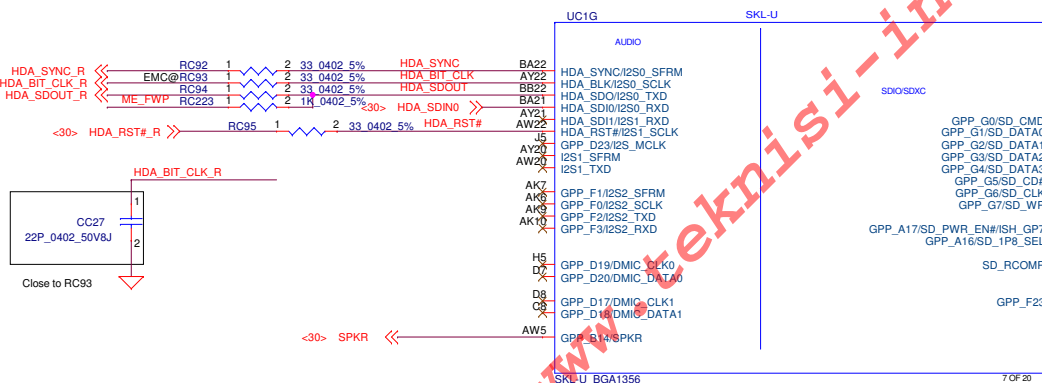 UC1G SKL-U
AUDIO
SDIO/SDXC
HDA_SYNC_R RC92 1 2 33_0402_5% HDA_SYNC BA22 HDA_SYNC/I2S0_SFRM
HDA_BIT_CLK_R EMC@RC93 1 2 33_0402_5% HDA_BIT_CLK AY22 HDA_BLK/I2S0_SCLK
HDA_SDOUT_R RC94 1 2 33_0402_5% HDA_SDOUT BB22 HDA_SDO/I2S0_TXD
ME_FWP RC223 1 2 1K_0402_5% <30> HDA_SDIN0 BA21 HDA_SDI0/I2S0_RXD
AY21 HDA_SDI1/I2S1_RXD
<30> HDA_RST#_R RC95 1 2 33_0402_5% HDA_RST# AW22 HDA_RST#/I2S1_SCLK
J5 GPP_D23/I2S_MCLK
AY20 I2S1_SFRM
AW20 I2S1_TXD
AK7 GPP_F1/I2S2_SFRM
AK6 GPP_F0/I2S2_SCLK
AK9 GPP_F2/I2S2_TXD
AK10 GPP_F3/I2S2_RXD
H5 GPP_D19/DMIC_CLK0
D7 GPP_D20/DMIC_DATA0
D8 GPP_D17/DMIC_CLK1
C8 GPP_D18/DMIC_DATA1
<30> SPKR AW5 GPP_B14/SPKR
HDA_BIT_CLK_R
1
CC27
22P_0402_50V8J
2
Close to RC93
GPP_G0/SD_CMD
GPP_G1/SD_DATA0
GPP_G2/SD_DATA1
GPP_G3/SD_DATA2
GPP_G4/SD_DATA3
GPP_G5/SD_CD#
GPP_G6/SD_CLK
GPP_G7/SD_WP
GPP_A17/SD_PWR_EN#/ISH_GP7
GPP_A16/SD_1P8_SEL
SD_RCOMP
GPP_F23
SKL-U_BGA1356
7 OF 20
www.teknisi-in